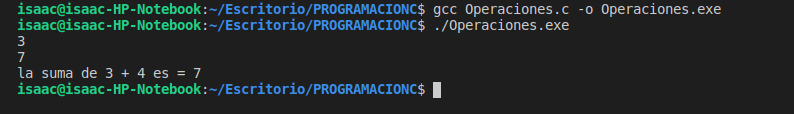 isaac@isaac-HP-Notebook:~/Escritorio/PROGRAMACIONC$ gcc Operaciones.c -o Operaciones.exe
isaac@isaac-HP-Notebook:~/Escritorio/PROGRAMACIONC$ ./Operaciones.exe
3
7
la suma de 3 + 4 es = 7
isaac@isaac-HP-Notebook:~/Escritorio/PROGRAMACIONC$